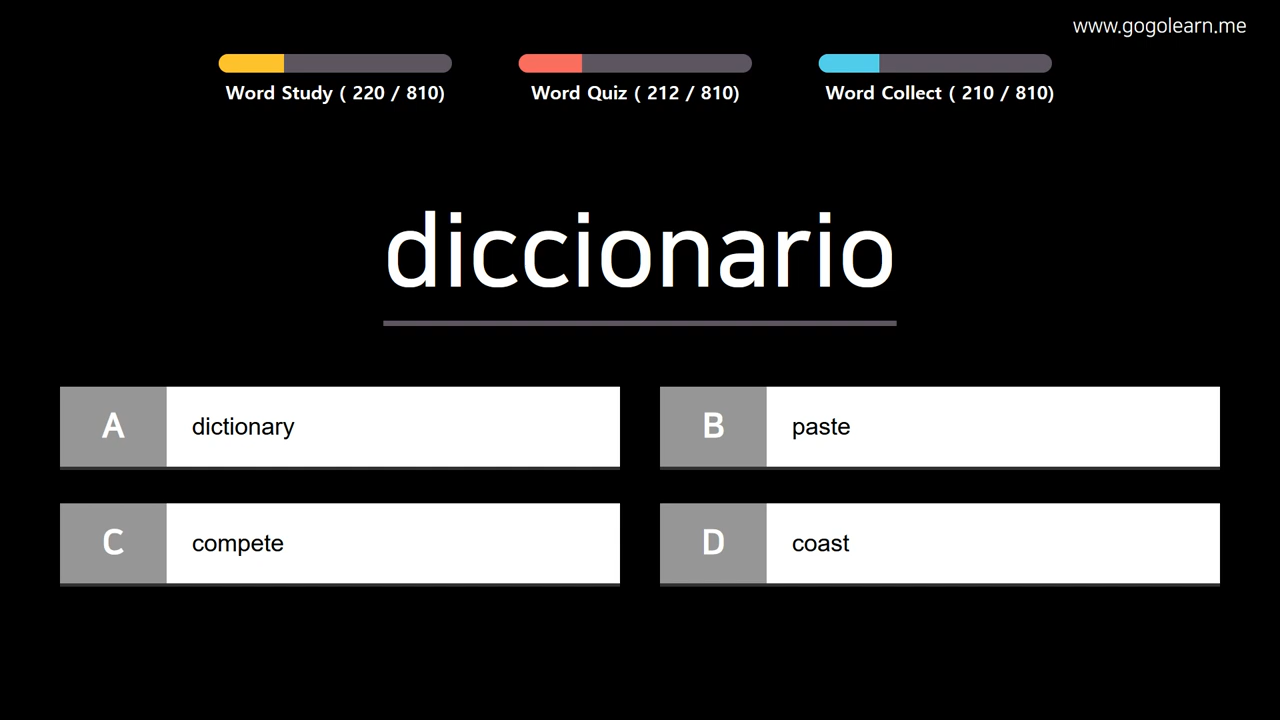 www.gogolearn.me
Word Study ( 220 / 810)
Word Quiz ( 212 / 810)
Word Collect ( 210 / 810)
diccionario
A dictionary
B paste
C compete
D coast